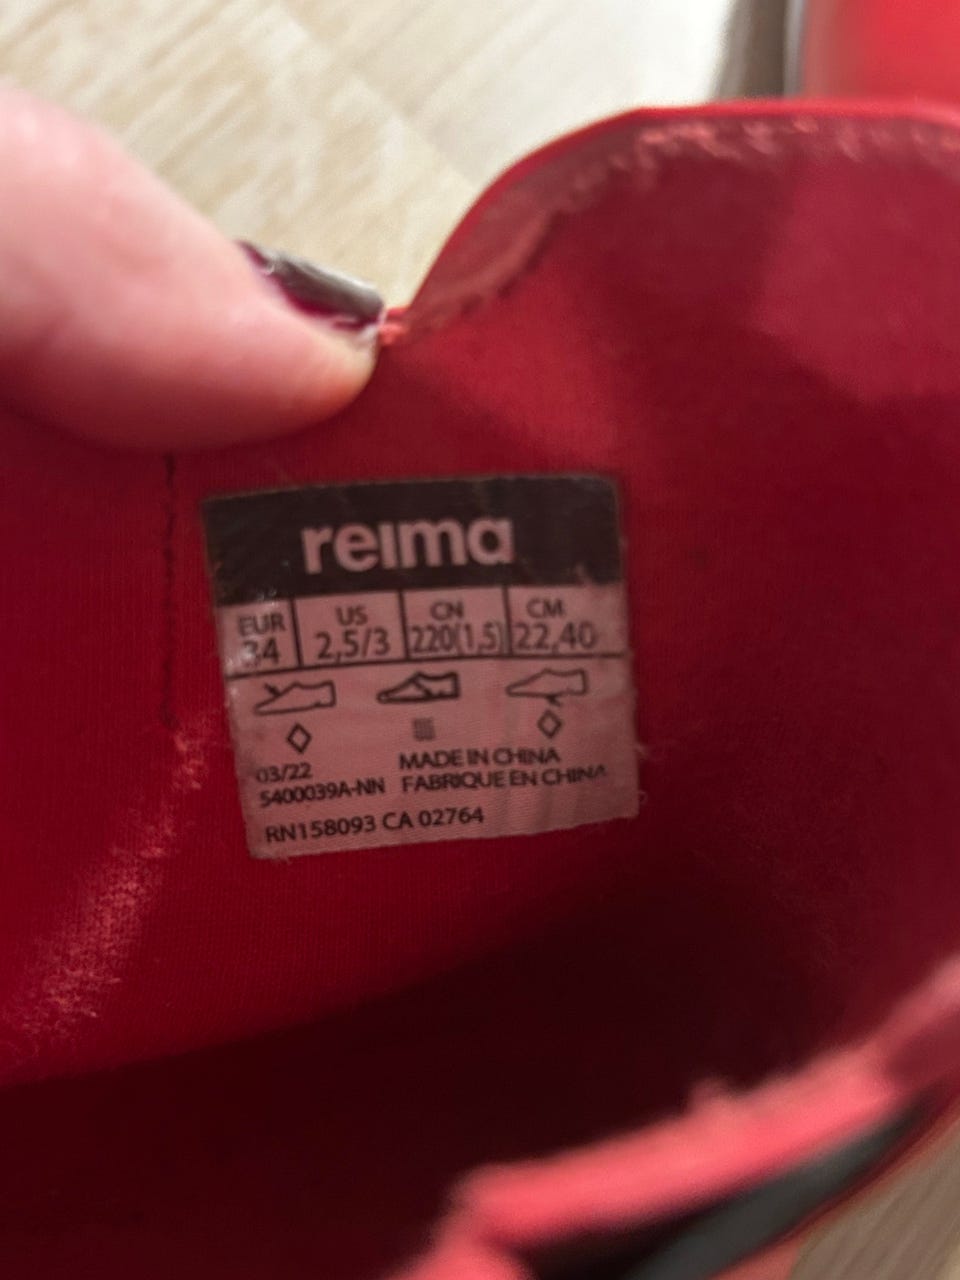 reima
EUR US CN CM
34 2,5/3 220(1,5) 22,40
03/22 MADE IN CHINA
5400039A-NN FABRIQUE EN CHINA
RN158093 CA 02764